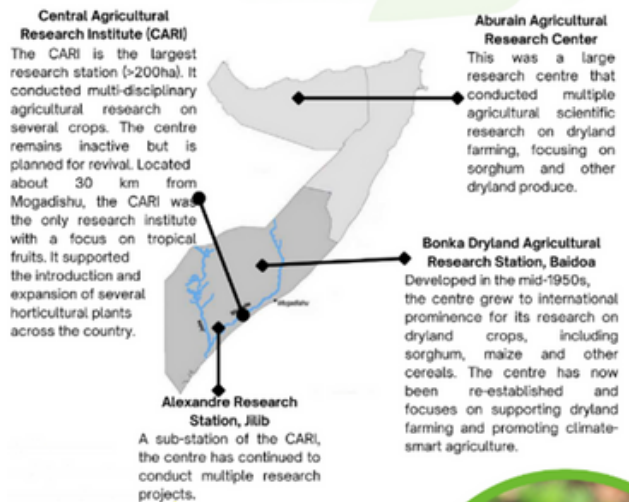 Central Agricultural
Research Institute (CARI)
The CARI is the largest
research station (>200ha). It
conducted multi-disciplinary
agricultural research on
several crops. The centre
remains inactive but is
planned for revival. Located
about 30 km from
Mogadishu, the CARI was
the only research institute
with a focus on tropical
fruits. It supported
the introduction and
expansion of several
horticultural plants
across the country.
Aburain Agricultural
Research Center
This was a large
research centre that
conducted multiple
agricultural scientific
research on dryland
farming, focusing on
sorghum and other
dryland produce.
Bonka Dryland Agricultural
Research Station, Baidoa
Developed in the mid-1950s,
the centre grew to international
prominence for its research on
dryland crops, including
sorghum, maize and other
cereals. The centre has now
been re-established and
focuses on supporting dryland
farming and promoting climate-
smart agriculture.
Mogadishu
Alexandre Research
Station, Jilib
A sub-station of the CARI,
the centre has continued to
conduct multiple research
projects.